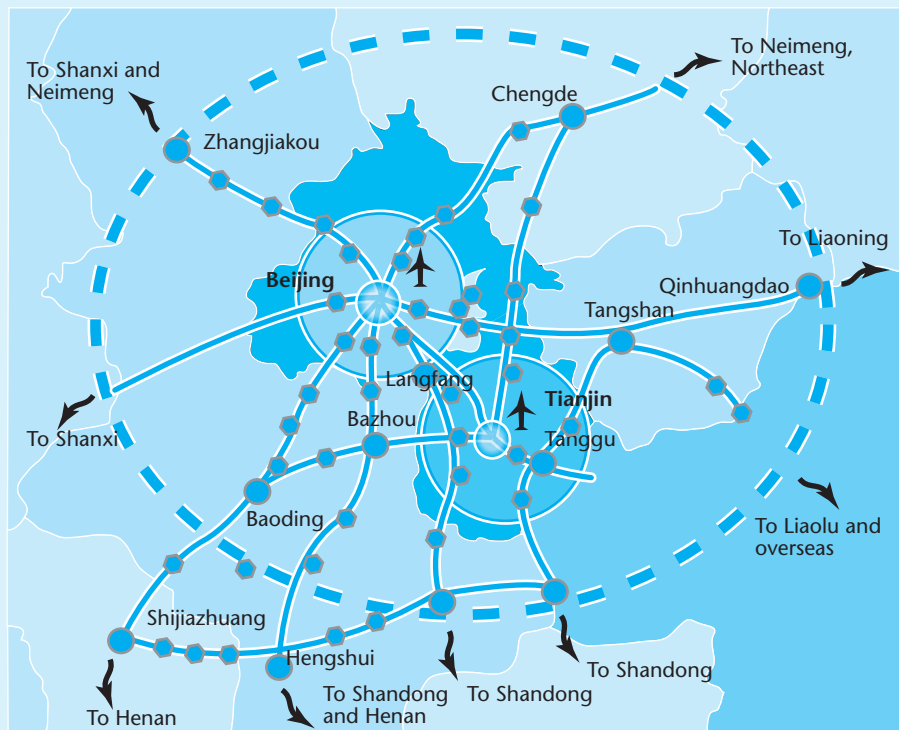 To Neimeng,
Northeast
To Shanxi and
Neimeng
Chengde
Zhangjiakou
To Liaoning
Beijing
Qinhuangdao
Tangshan
Langfang
Tianjin
Bazhou
To Shanxi
Tanggu
Baoding
To Liaolu and
overseas
Shijiazhuang
Hengshui
To Shandong
To Shandong
and Henan
To Shandong
To Henan